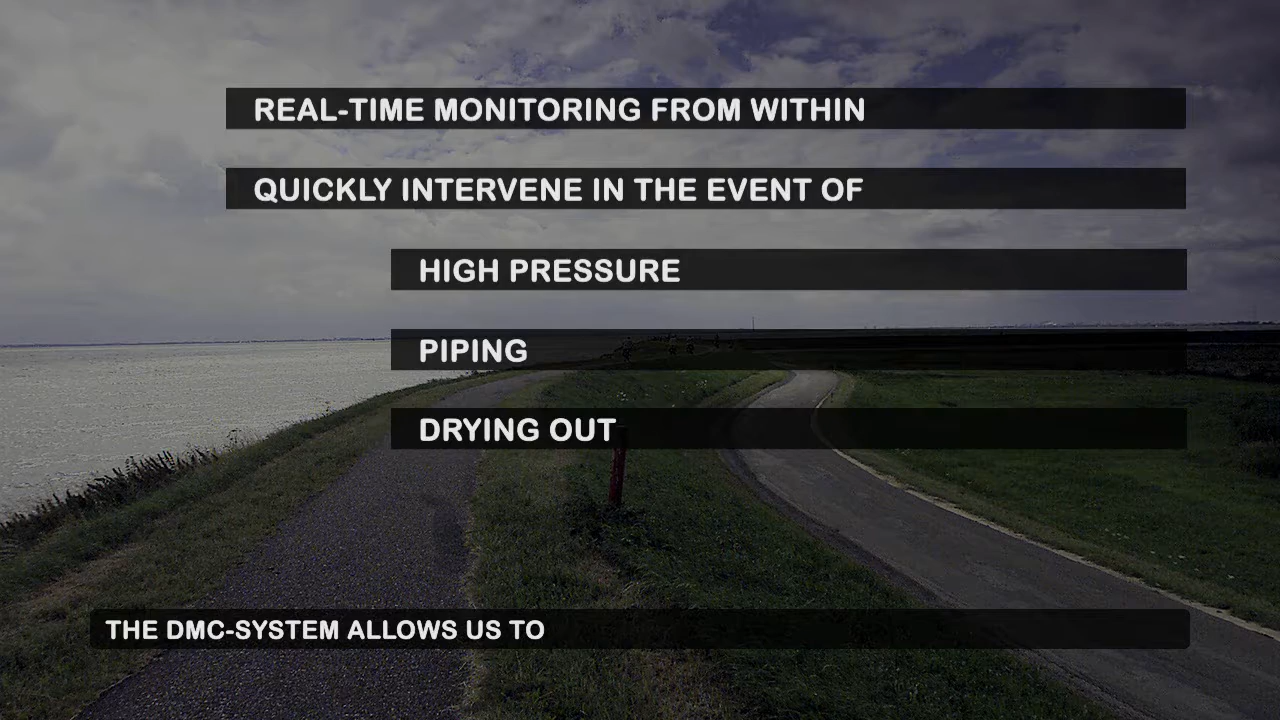 REAL-TIME MONITORING FROM WITHIN
QUICKLY INTERVENE IN THE EVENT OF
HIGH PRESSURE
PIPING
DRYING OUT
THE DMC-SYSTEM ALLOWS US TO